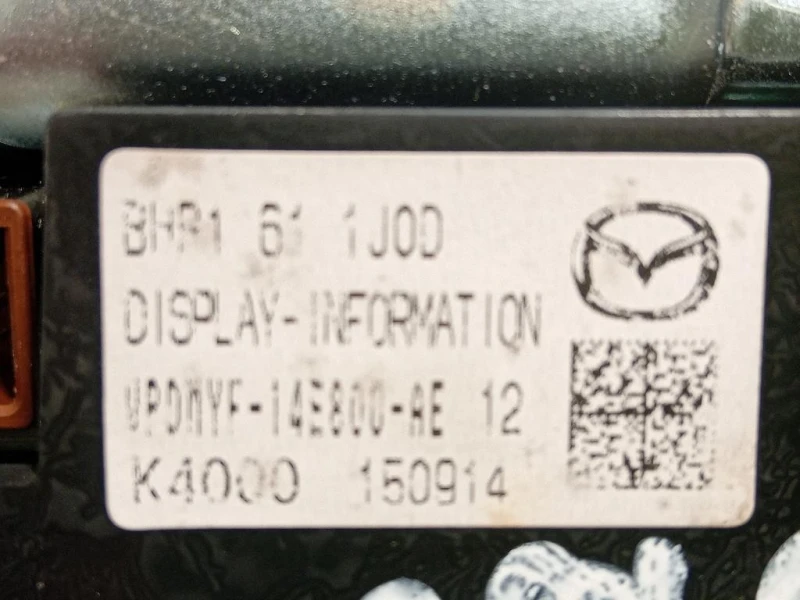 BHR1 61 1J0D
DISPLAY-INFORMATION
VPDMYF-14E800-AE 12
K4000 150914